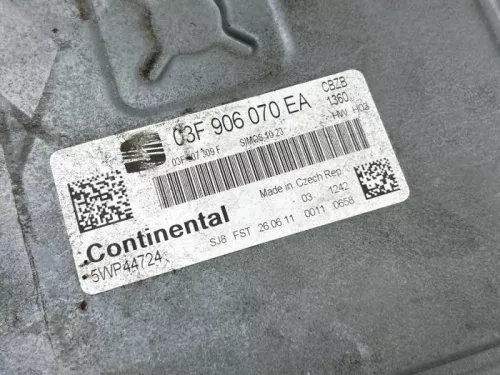 03F 906 070 EA
CBZB
1360
03F 907 309 F SIMOS 10.23 HW H03
Made in Czech Rep.
03 1242
Continental SJ8 FST 26.06.11 0011 0658
5WP44724